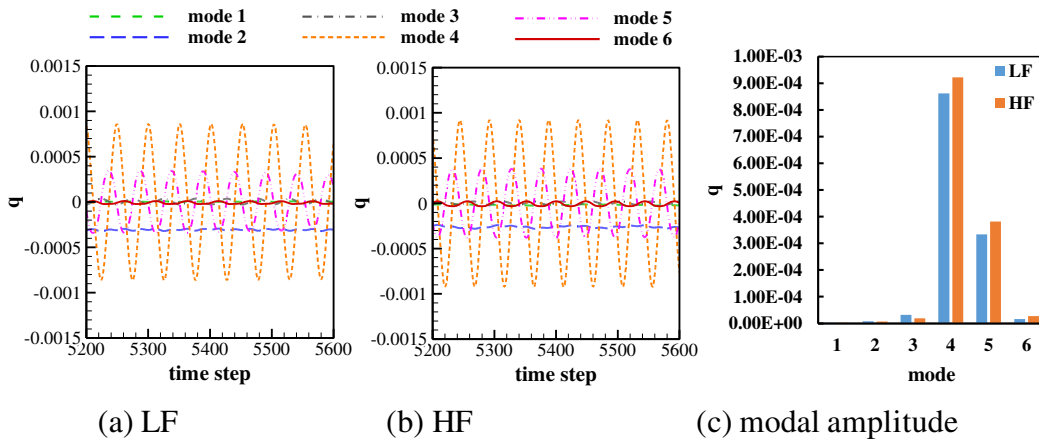 mode 1 mode 3 mode 5
mode 2 mode 4 mode 6
0.0015
0.001
0.0005
0
-0.0005
-0.001
-0.0015
q
5200 5300 5400 5500 5600
time step
(a) LF
0.0015
0.001
0.0005
0
-0.0005
-0.001
-0.0015
q
5200 5300 5400 5500 5600
time step
(b) HF
1.00E-03
9.00E-04
8.00E-04
7.00E-04
6.00E-04
5.00E-04
4.00E-04
3.00E-04
2.00E-04
1.00E-04
0.00E+00
q
LF
HF
1 2 3 4 5 6
mode
(c) modal amplitude